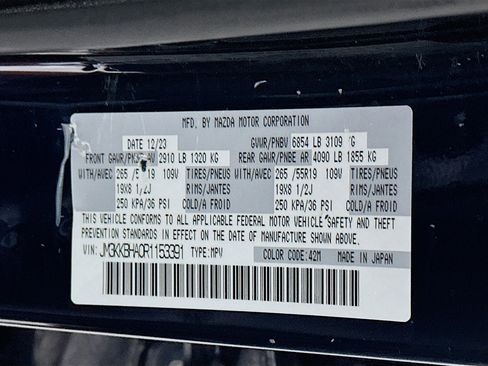 MFD. BY MAZDA MOTOR CORPORATION
DATE 12/23 GVWR/PNBV 6854 LB 3109 KG
FRONT GAWR/PNBE AV 2910 LB 1320 KG REAR GAWR/PNBE AR 4090 LB 1855 KG
WITH/AVEC 265 19 109V TIRES/PNEUS WITH/AVEC 265 /55R19 109V TIRES/PNEUS
19X8 1/2J RIMS/JANTES 19X8 1/2J RIMS/JANTES
250 KPA/36 PSI COLD/A FROID 250 KPA/36 PSI COLD/A FROID
THIS VEHICLE CONFORMS TO ALL APPLICABLE FEDERAL MOTOR VEHICLE SAFETY AND THEFT
PREVENTION STANDARDS IN EFFECT ON THE DATE OF MANUFACTURE SHOWN ABOVE.
VIN: JM3KKBHA0R1153391 TYPE:MPV COLOR CODE:42M MADE IN JAPAN